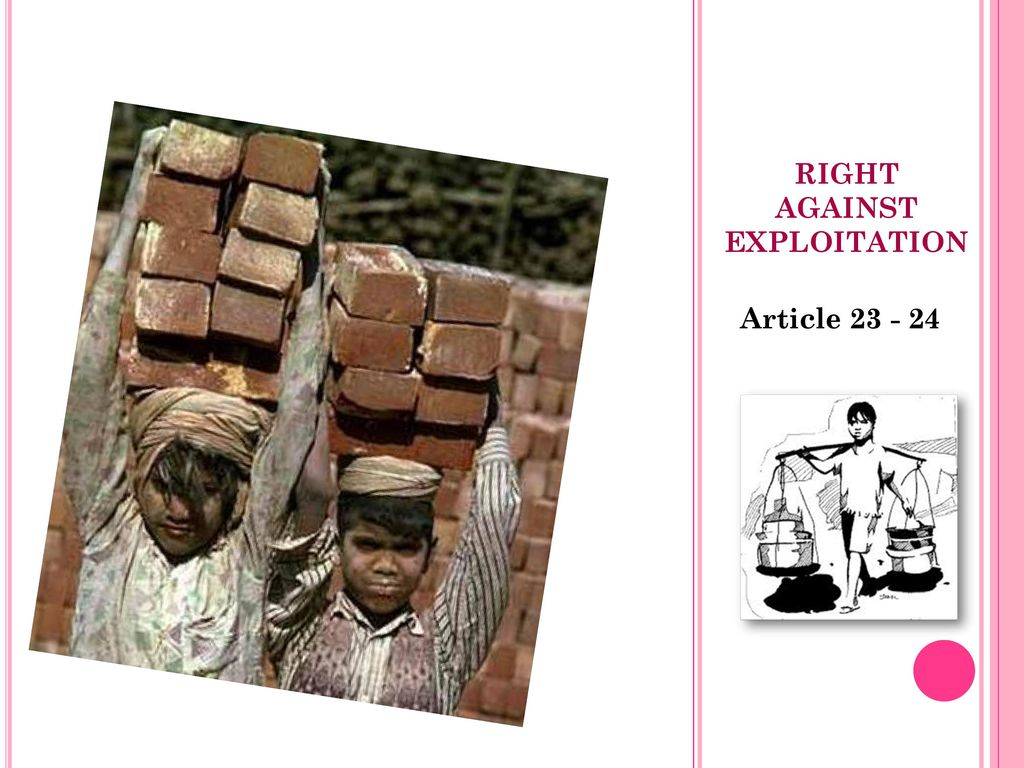 RIGHT
AGAINST
EXPLOITATION
Article 23 - 24